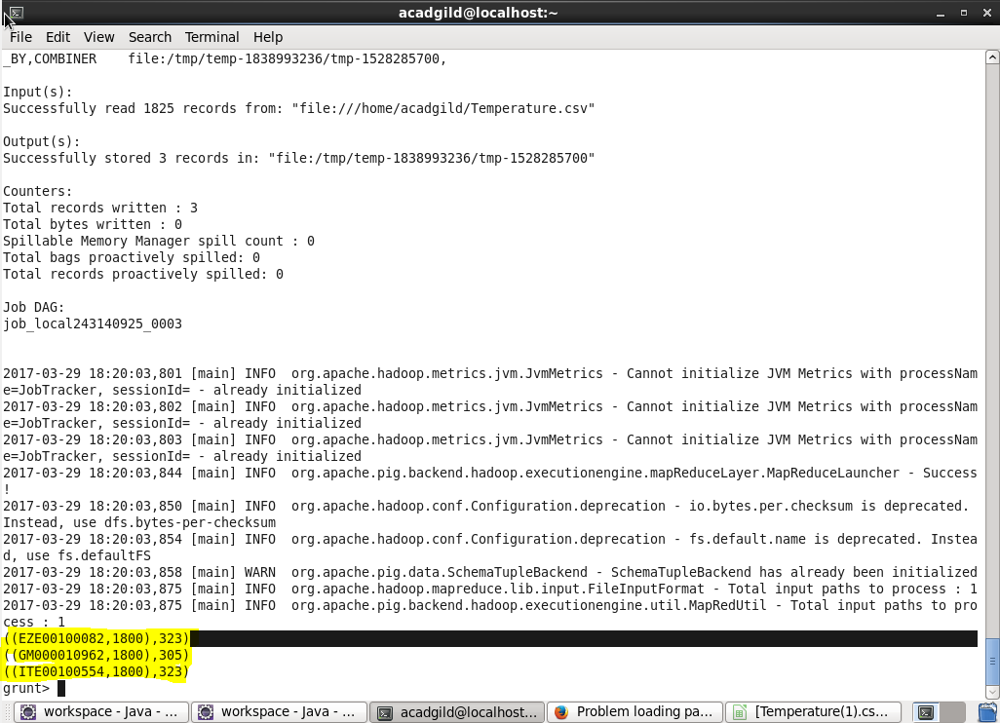 acadgild@localhost:~
File Edit View Search Terminal Help
_BY,COMBINER    file:/tmp/temp-1838993236/tmp-1528285700,
Input(s):
Successfully read 1825 records from: "file:///home/acadgild/Temperature.csv"
Output(s):
Successfully stored 3 records in: "file:/tmp/temp-1838993236/tmp-1528285700"
Counters:
Total records written : 3
Total bytes written : 0
Spillable Memory Manager spill count : 0
Total bags proactively spilled: 0
Total records proactively spilled: 0
Job DAG:
job_local243140925_0003
2017-03-29 18:20:03,801 [main] INFO  org.apache.hadoop.metrics.jvm.JvmMetrics - Cannot initialize JVM Metrics with processNam
e=JobTracker, sessionId= - already initialized
2017-03-29 18:20:03,802 [main] INFO  org.apache.hadoop.metrics.jvm.JvmMetrics - Cannot initialize JVM Metrics with processNam
e=JobTracker, sessionId= - already initialized
2017-03-29 18:20:03,803 [main] INFO  org.apache.hadoop.metrics.jvm.JvmMetrics - Cannot initialize JVM Metrics with processNam
e=JobTracker, sessionId= - already initialized
2017-03-29 18:20:03,844 [main] INFO  org.apache.pig.backend.hadoop.executionengine.mapReduceLayer.MapReduceLauncher - Success
!
2017-03-29 18:20:03,850 [main] INFO  org.apache.hadoop.conf.Configuration.deprecation - io.bytes.per.checksum is deprecated.
Instead, use dfs.bytes-per-checksum
2017-03-29 18:20:03,854 [main] INFO  org.apache.hadoop.conf.Configuration.deprecation - fs.default.name is deprecated. Instea
d, use fs.defaultFS
2017-03-29 18:20:03,858 [main] WARN  org.apache.pig.data.SchemaTupleBackend - SchemaTupleBackend has already been initialized
2017-03-29 18:20:03,875 [main] INFO  org.apache.hadoop.mapreduce.lib.input.FileInputFormat - Total input paths to process : 1
2017-03-29 18:20:03,875 [main] INFO  org.apache.pig.backend.hadoop.executionengine.util.MapRedUtil - Total input paths to pro
cess : 1
((EZE00100082,1800),323)
((GM000010962,1800),305)
((ITE00100554,1800),323)
grunt>
workspace - Java - ... workspace - Java - ... acadgild@localhost:... Problem loading pa... [Temperature(1).cs...